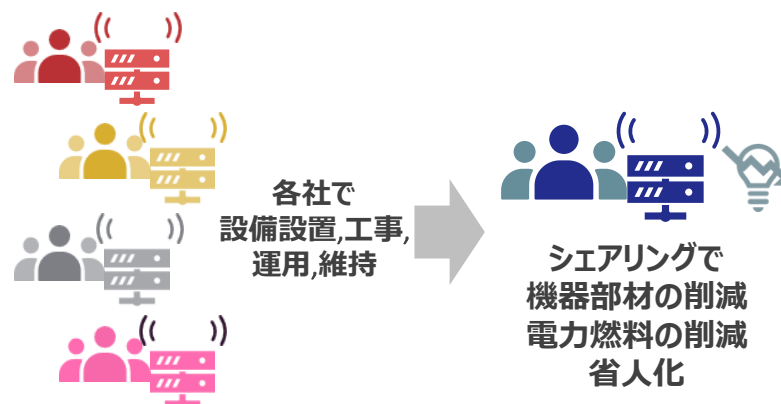 各社で
設備設置,工事,
運用,維持
シェアリングで
機器部材の削減
電力燃料の削減
省人化